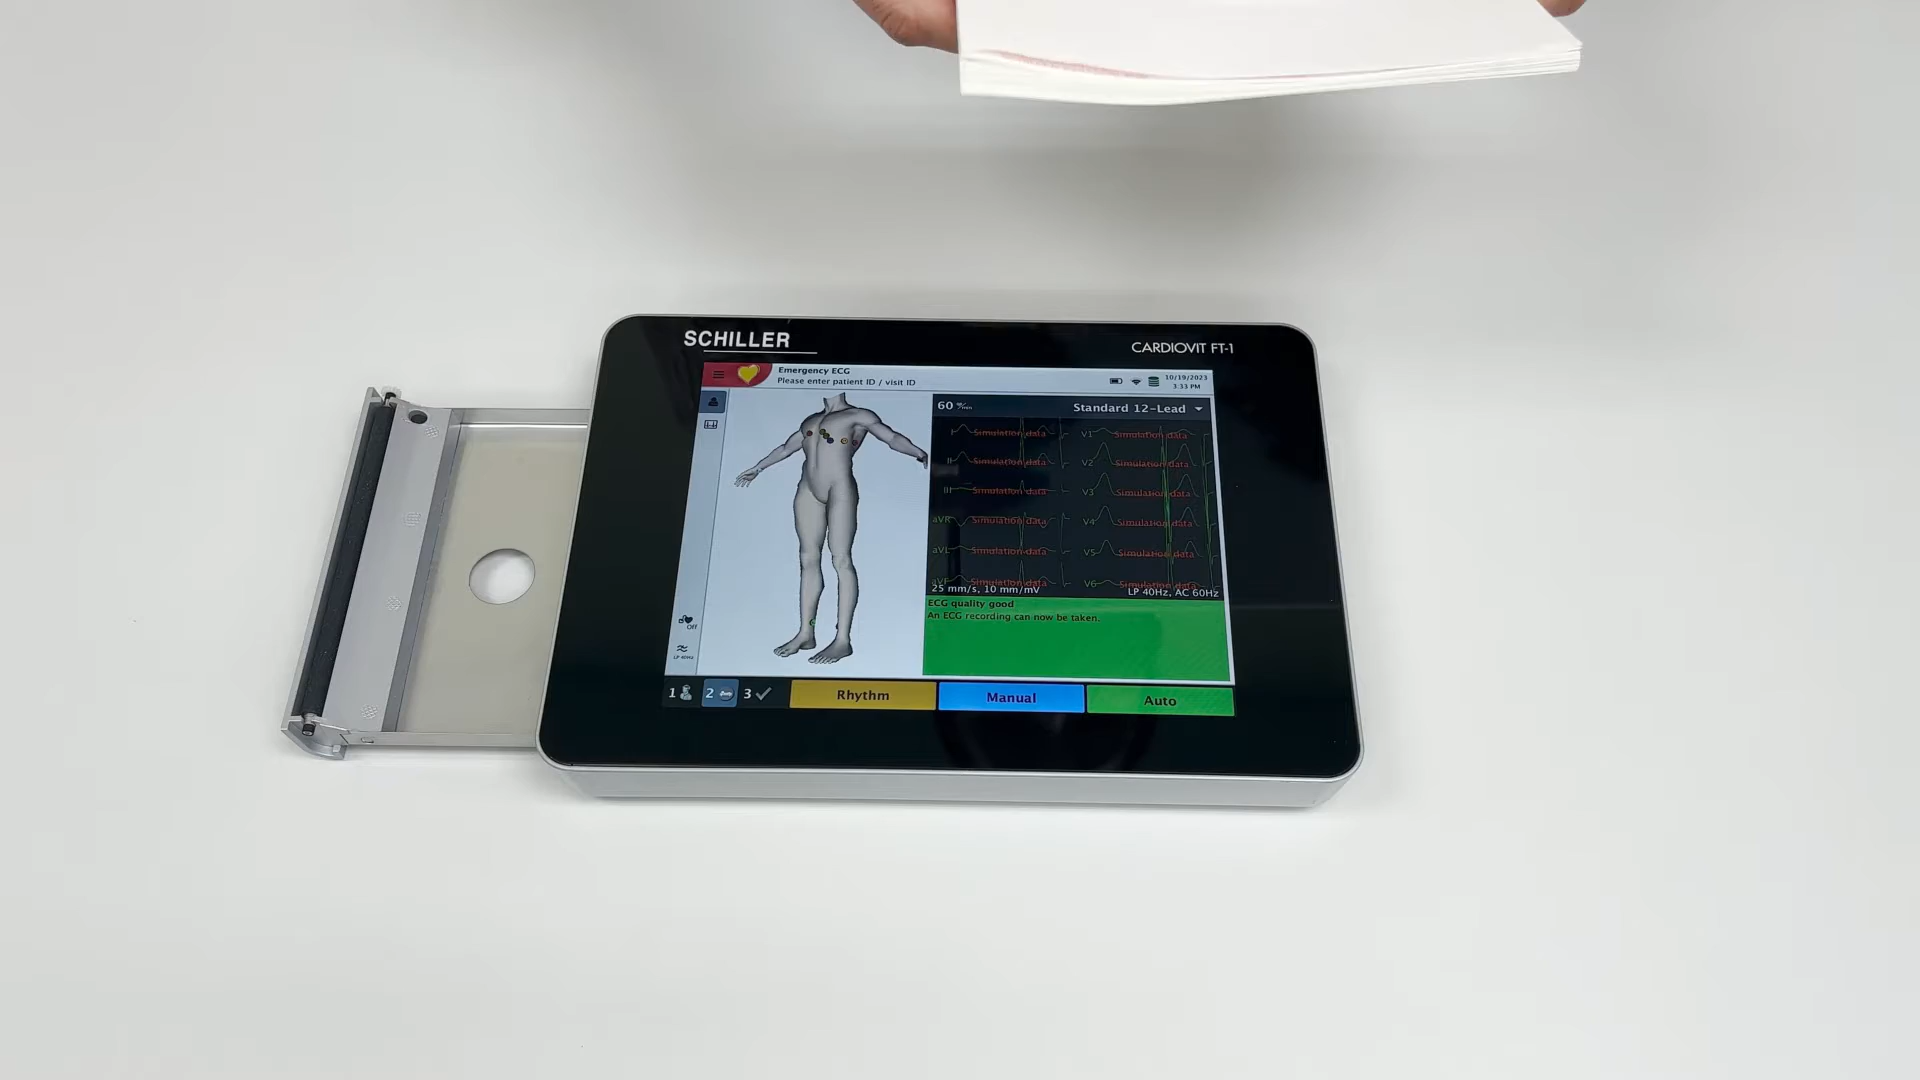 SCHILLER
CARDIOVIT FT-1
Emergency ECG
Please enter patient ID / visit ID
10/19/2023
3:33 PM
60
Standard 12-Lead
I Simulation data V1 Simulation data
II Simulation data V2 Simulation data
III Simulation data V3 Simulation data
aVR Simulation data V4 Simulation data
aVL Simulation data V5 Simulation data
aVF Simulation data V6 Simulation data
25 mm/s, 10 mm/mV
LP 40Hz, AC 60Hz
ECG quality good
An ECG recording can now be taken.
Off
LP 40Hz
1 2 3
Rhythm
Manual
Auto